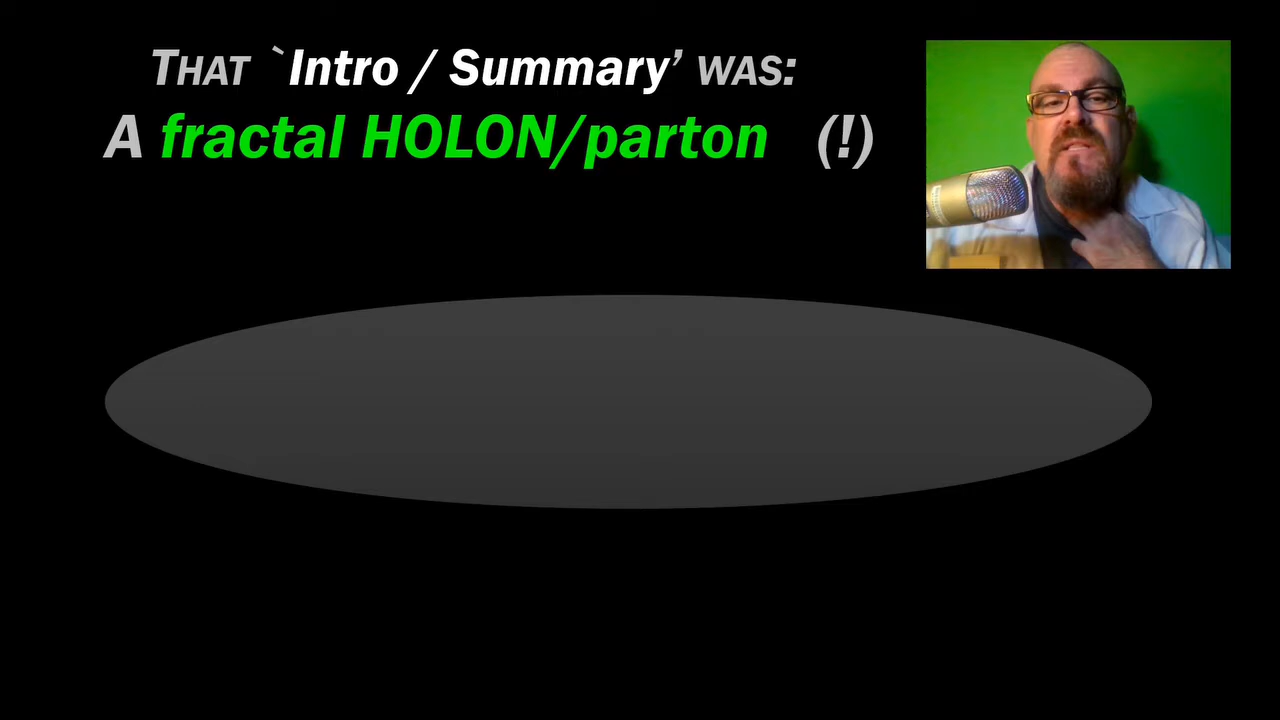 THAT `Intro / Summary’ WAS:
A fractal HOLON/parton (!)